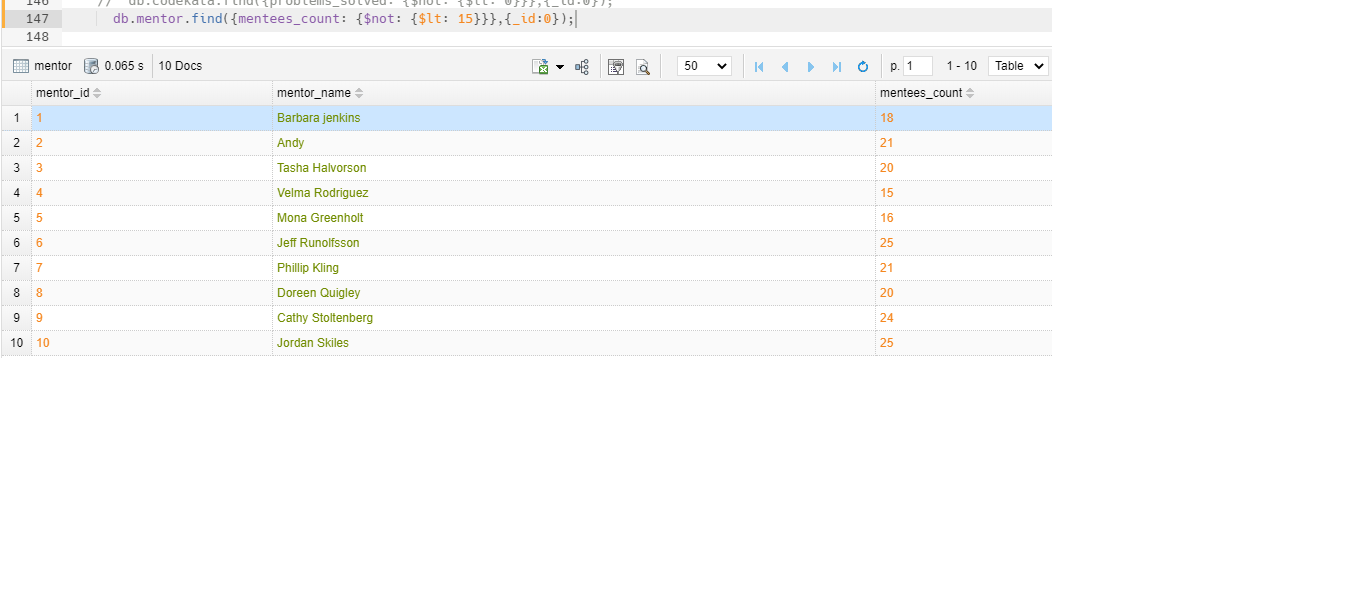 146 // db.codekata.find({problems_solved: {$not: {$lt: 0}}},{_id:0});
147 db.mentor.find({mentees_count: {$not: {$lt: 15}}},{_id:0});
148
mentor 0.065 s 10 Docs 50 p. 1 1 - 10 Table
mentor_id mentor_name mentees_count
1 1 Barbara jenkins 18
2 2 Andy 21
3 3 Tasha Halvorson 20
4 4 Velma Rodriguez 15
5 5 Mona Greenholt 16
6 6 Jeff Runolfsson 25
7 7 Phillip Kling 21
8 8 Doreen Quigley 20
9 9 Cathy Stoltenberg 24
10 10 Jordan Skiles 25